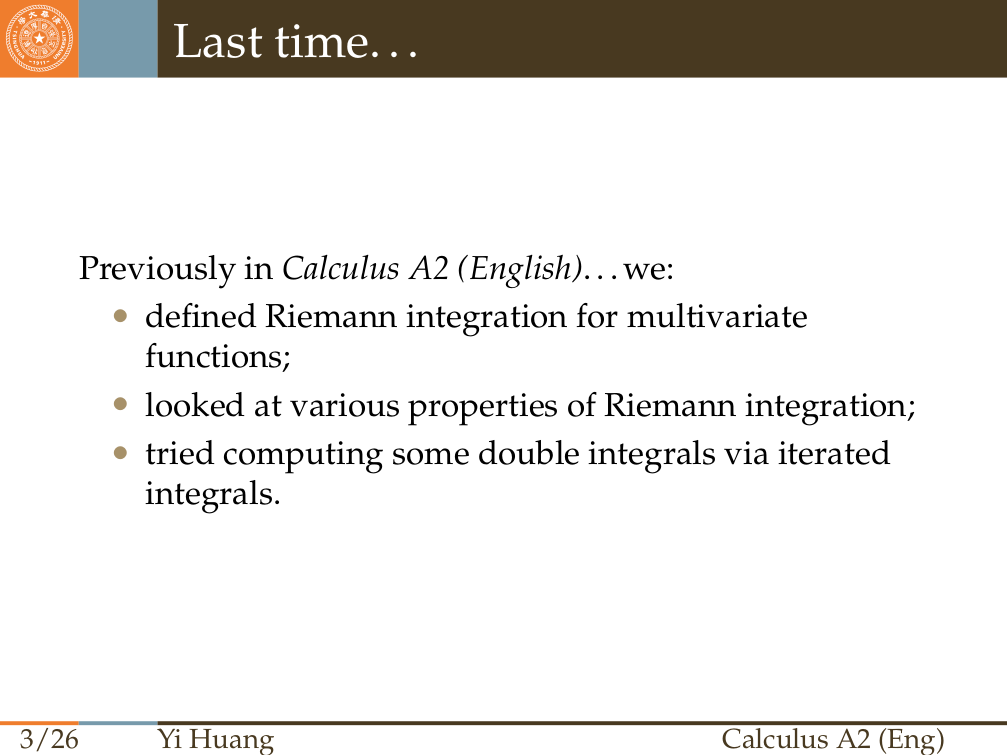 Last time. . .
Previously in Calculus A2 (English). . . we:
• defined Riemann integration for multivariate
functions;
• looked at various properties of Riemann integration;
• tried computing some double integrals via iterated
integrals.
3/26 Yi Huang Calculus A2 (Eng)